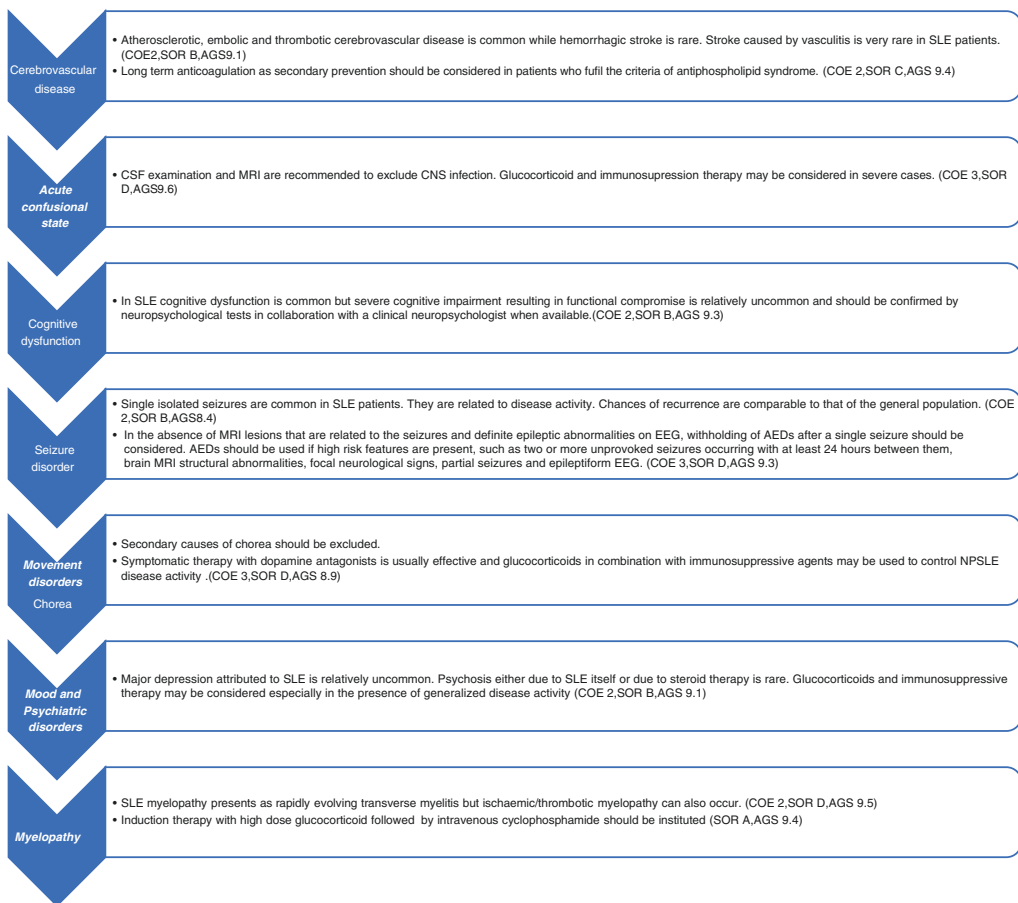 Cerebrovascular
disease
• Atherosclerotic, embolic and thrombotic cerebrovascular disease is common while hemorrhagic stroke is rare. Stroke caused by vasculitis is very rare in SLE patients.
(COE2,SOR B,AGS9.1)
• Long term anticoagulation as secondary prevention should be considered in patients who fufil the criteria of antiphospholipid syndrome. (COE 2,SOR C,AGS 9.4)
Acute
confusional
state
• CSF examination and MRI are recommended to exclude CNS infection. Glucocorticoid and immunosupression therapy may be considered in severe cases. (COE 3,SOR
D,AGS9.6)
Cognitive
dysfunction
• In SLE cognitive dysfunction is common but severe cognitive impairment resulting in functional compromise is relatively uncommon and should be confirmed by
neuropsychological tests in collaboration with a clinical neuropsychologist when available.(COE 2,SOR B,AGS 9.3)
Seizure
disorder
• Single isolated seizures are common in SLE patients. They are related to disease activity. Chances of recurrence are comparable to that of the general population. (COE
2,SOR B,AGS8.4)
• In the absence of MRI lesions that are related to the seizures and definite epileptic abnormalities on EEG, withholding of AEDs after a single seizure should be
considered. AEDs should be used if high risk features are present, such as two or more unprovoked seizures occurring with at least 24 hours between them,
brain MRI structural abnormalities, focal neurological signs, partial seizures and epileptiform EEG. (COE 3,SOR D,AGS 9.3)
Movement
disorders
Chorea
• Secondary causes of chorea should be excluded.
• Symptomatic therapy with dopamine antagonists is usually effective and glucocorticoids in combination with immunosuppressive agents may be used to control NPSLE
disease activity .(COE 3,SOR D,AGS 8.9)
Mood and
Psychiatric
disorders
• Major depression attributed to SLE is relatively uncommon. Psychosis either due to SLE itself or due to steroid therapy is rare. Glucocorticoids and immunosuppressive
therapy may be considered especially in the presence of generalized disease activity (COE 2,SOR B,AGS 9.1)
Myelopathy
• SLE myelopathy presents as rapidly evolving transverse myelitis but ischaemic/thrombotic myelopathy can also occur. (COE 2,SOR D,AGS 9.5)
• Induction therapy with high dose glucocorticoid followed by intravenous cyclophosphamide should be instituted (SOR A,AGS 9.4)